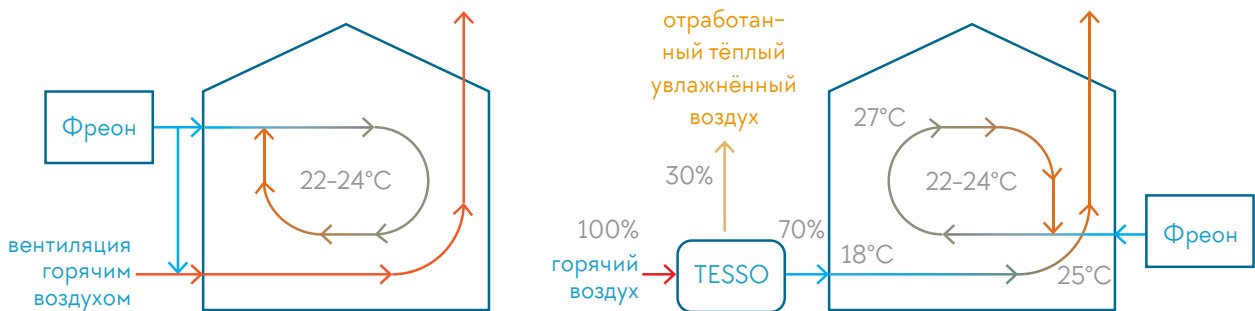 Фреон
22–24°C
вентиляция
горячим
воздухом
отработан-
ный тёплый
увлажнённый
воздух
30%
100%
горячий
воздух
TESSO
70%
27°C
22–24°C
18°C
25°C
Фреон